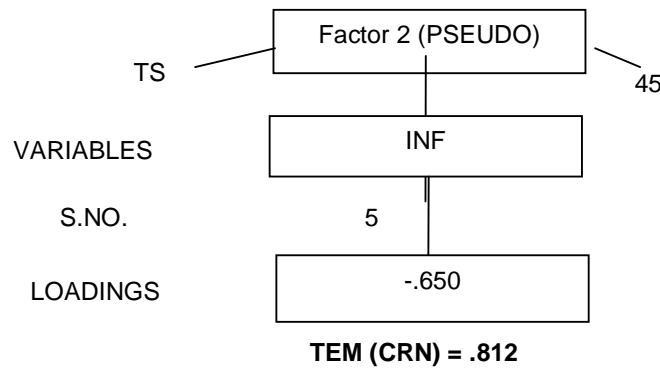 Factor 2 (PSEUDO)
TS
45
VARIABLES
INF
S.NO.
5
LOADINGS
-.650
TEM (CRN) = .812